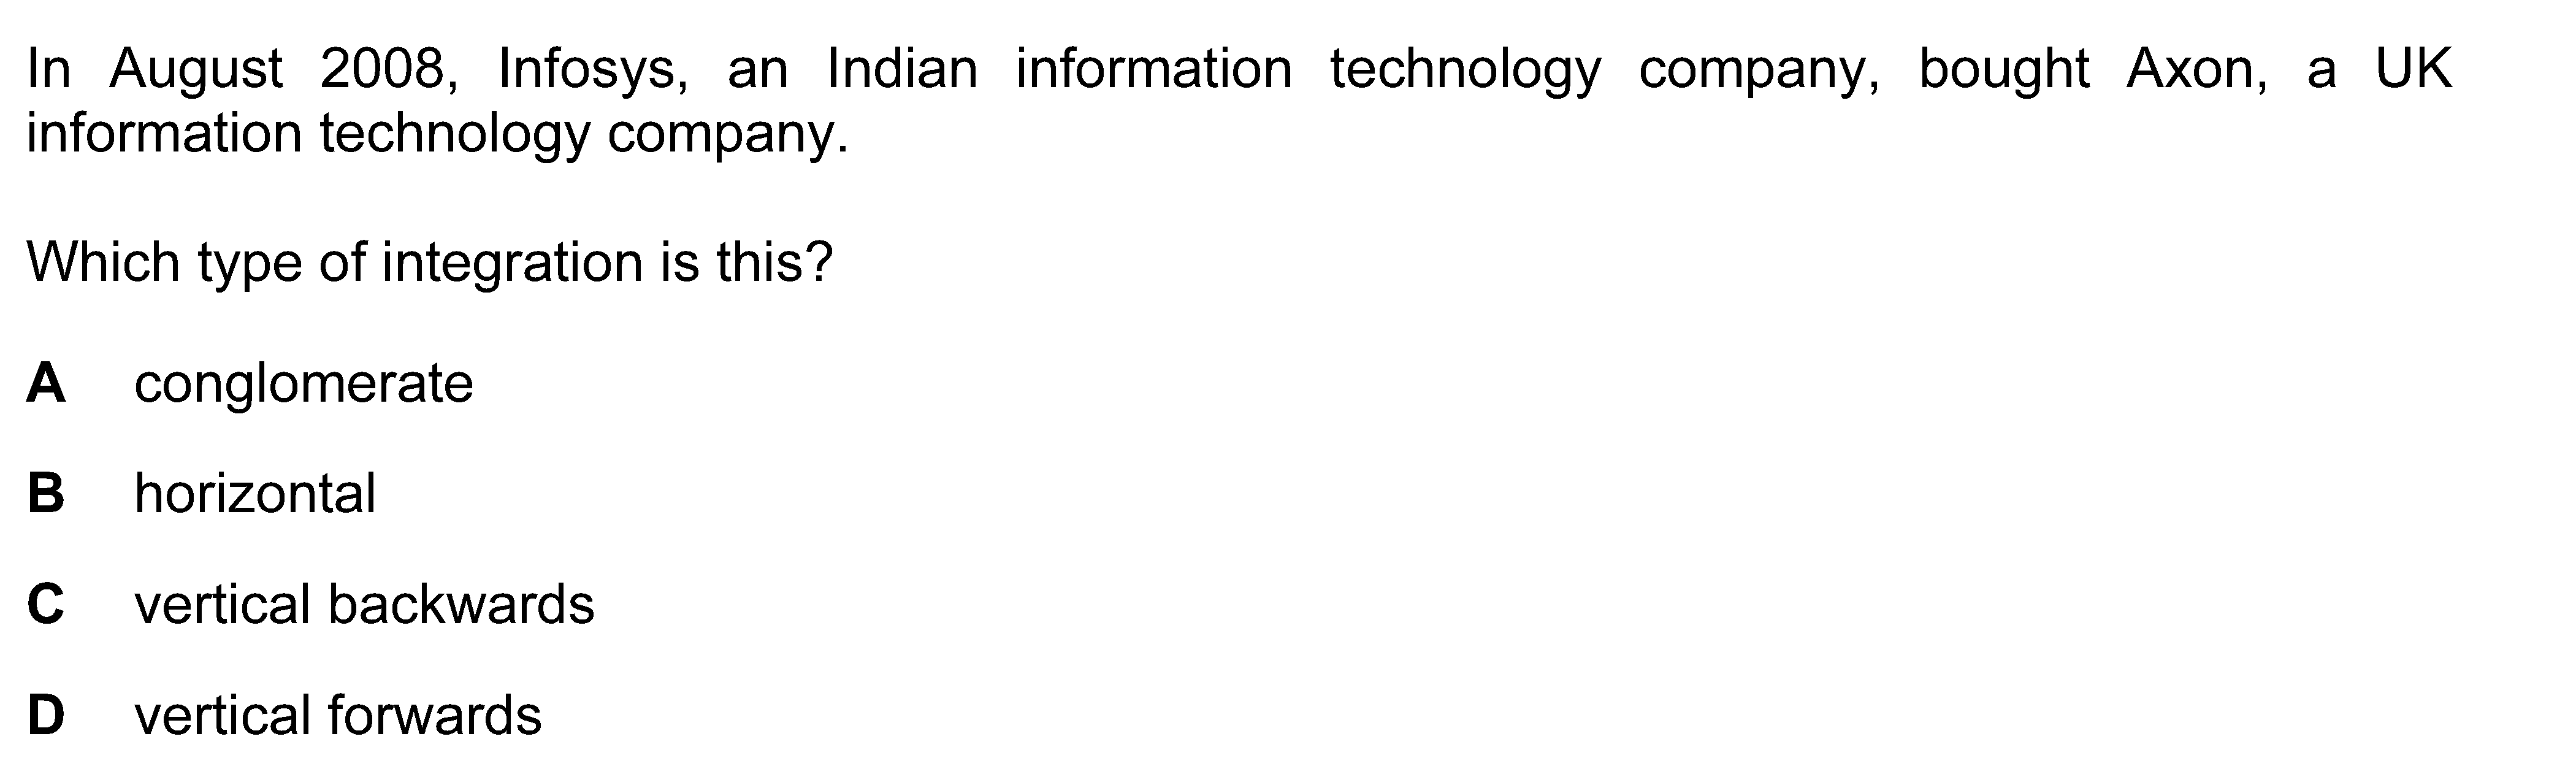 In August 2008, Infosys, an Indian information technology company, bought Axon, a UK
information technology company.
Which type of integration is this?
A conglomerate
B horizontal
C vertical backwards
D vertical forwards